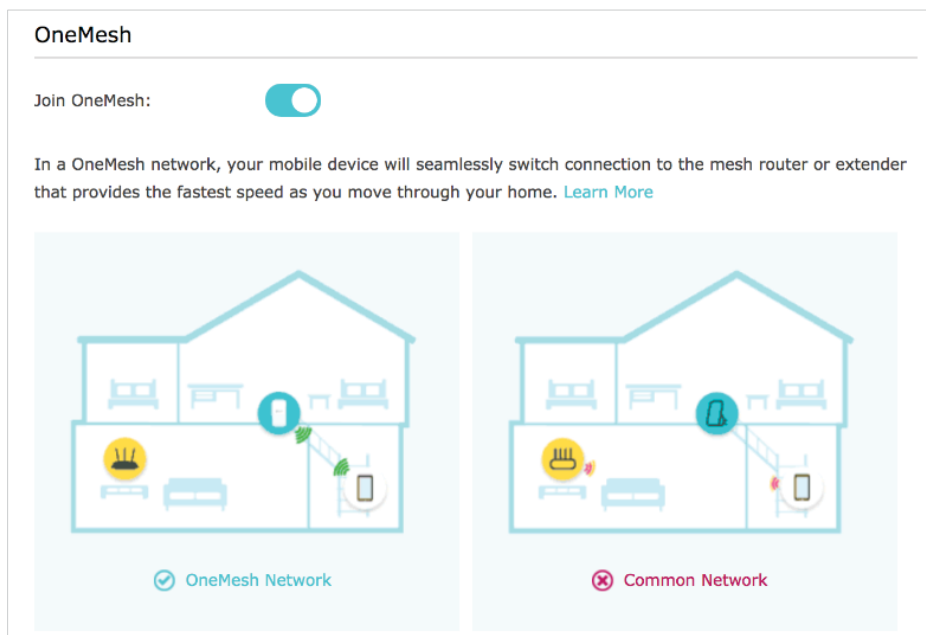 OneMesh
Join OneMesh:
In a OneMesh network, your mobile device will seamlessly switch connection to the mesh router or extender
that provides the fastest speed as you move through your home. Learn More
OneMesh Network
Common Network